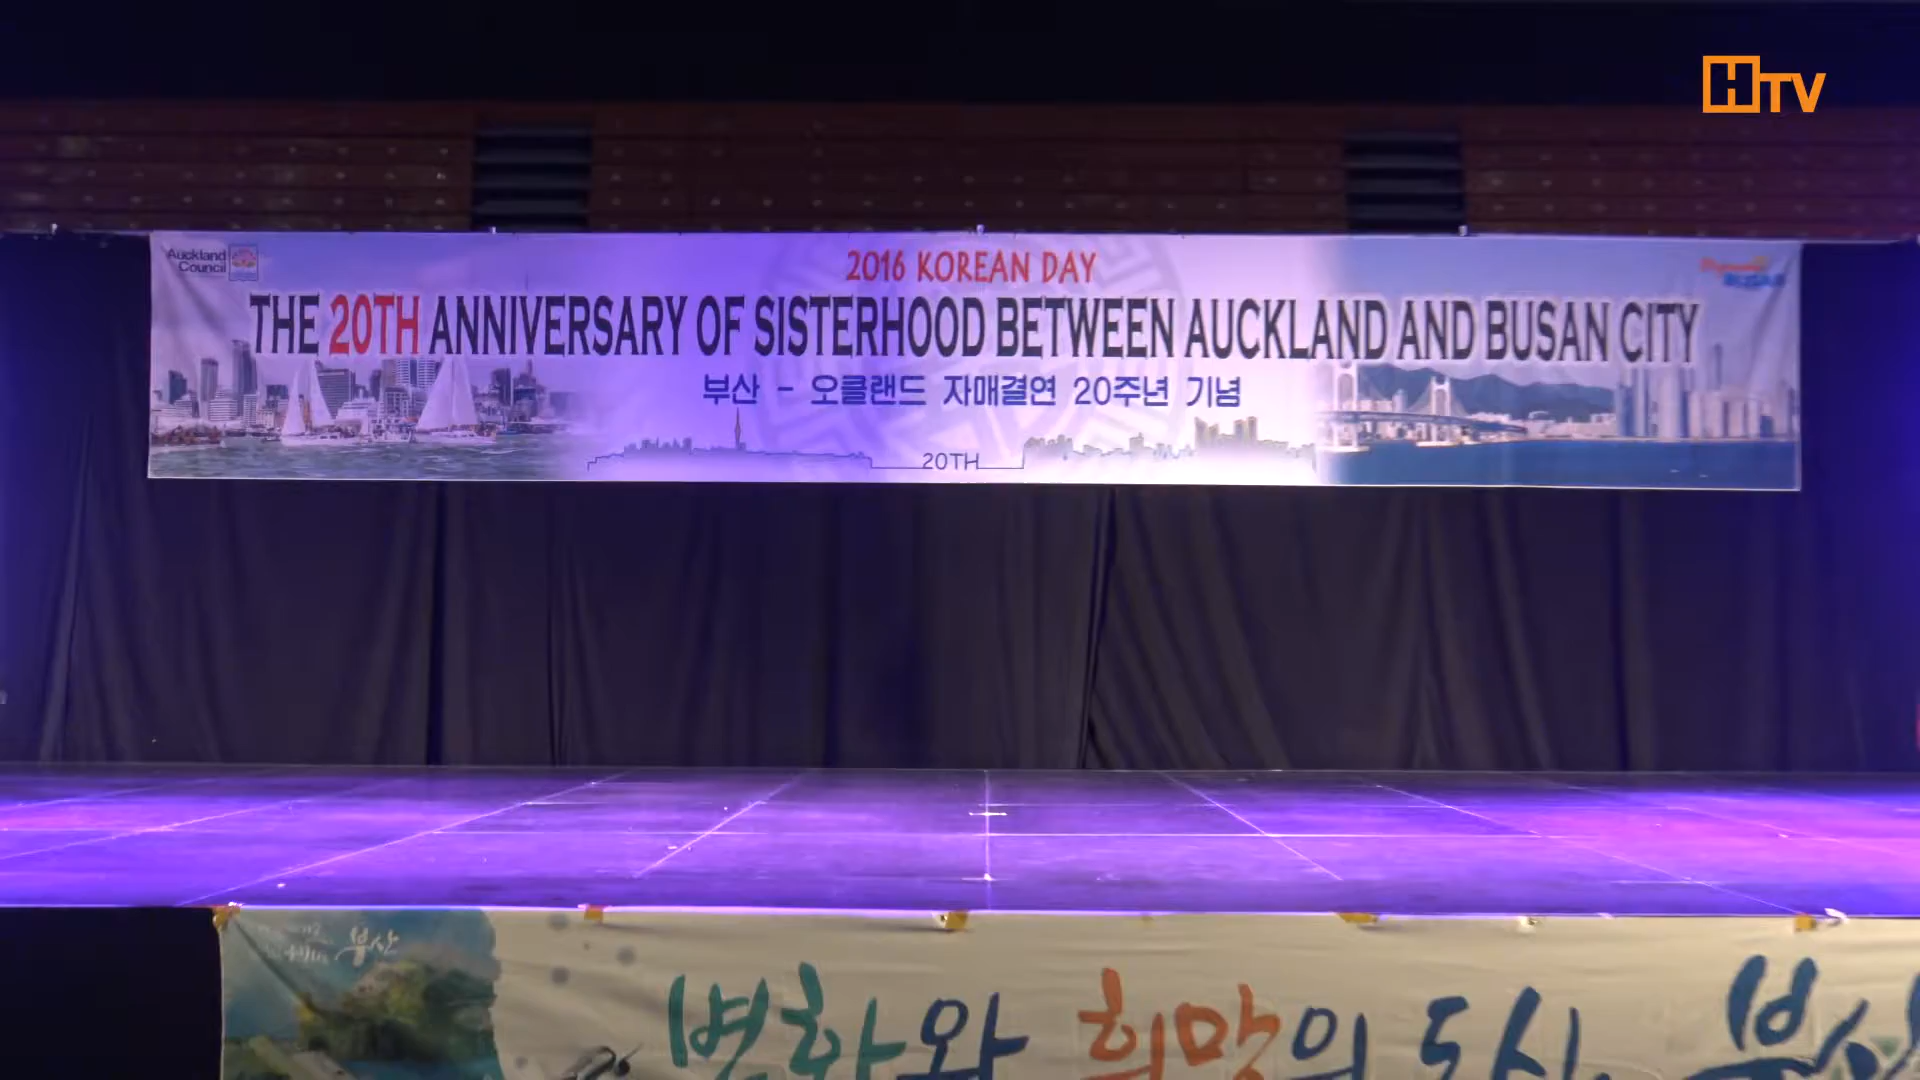 HTV
Auckland
Council
2016 KOREAN DAY
THE 20TH ANNIVERSARY OF SISTERHOOD BETWEEN AUCKLAND AND BUSAN CITY
부산 - 오클랜드 자매결연 20주년 기념
20TH
부산
변화와 희망의 도시, 부산